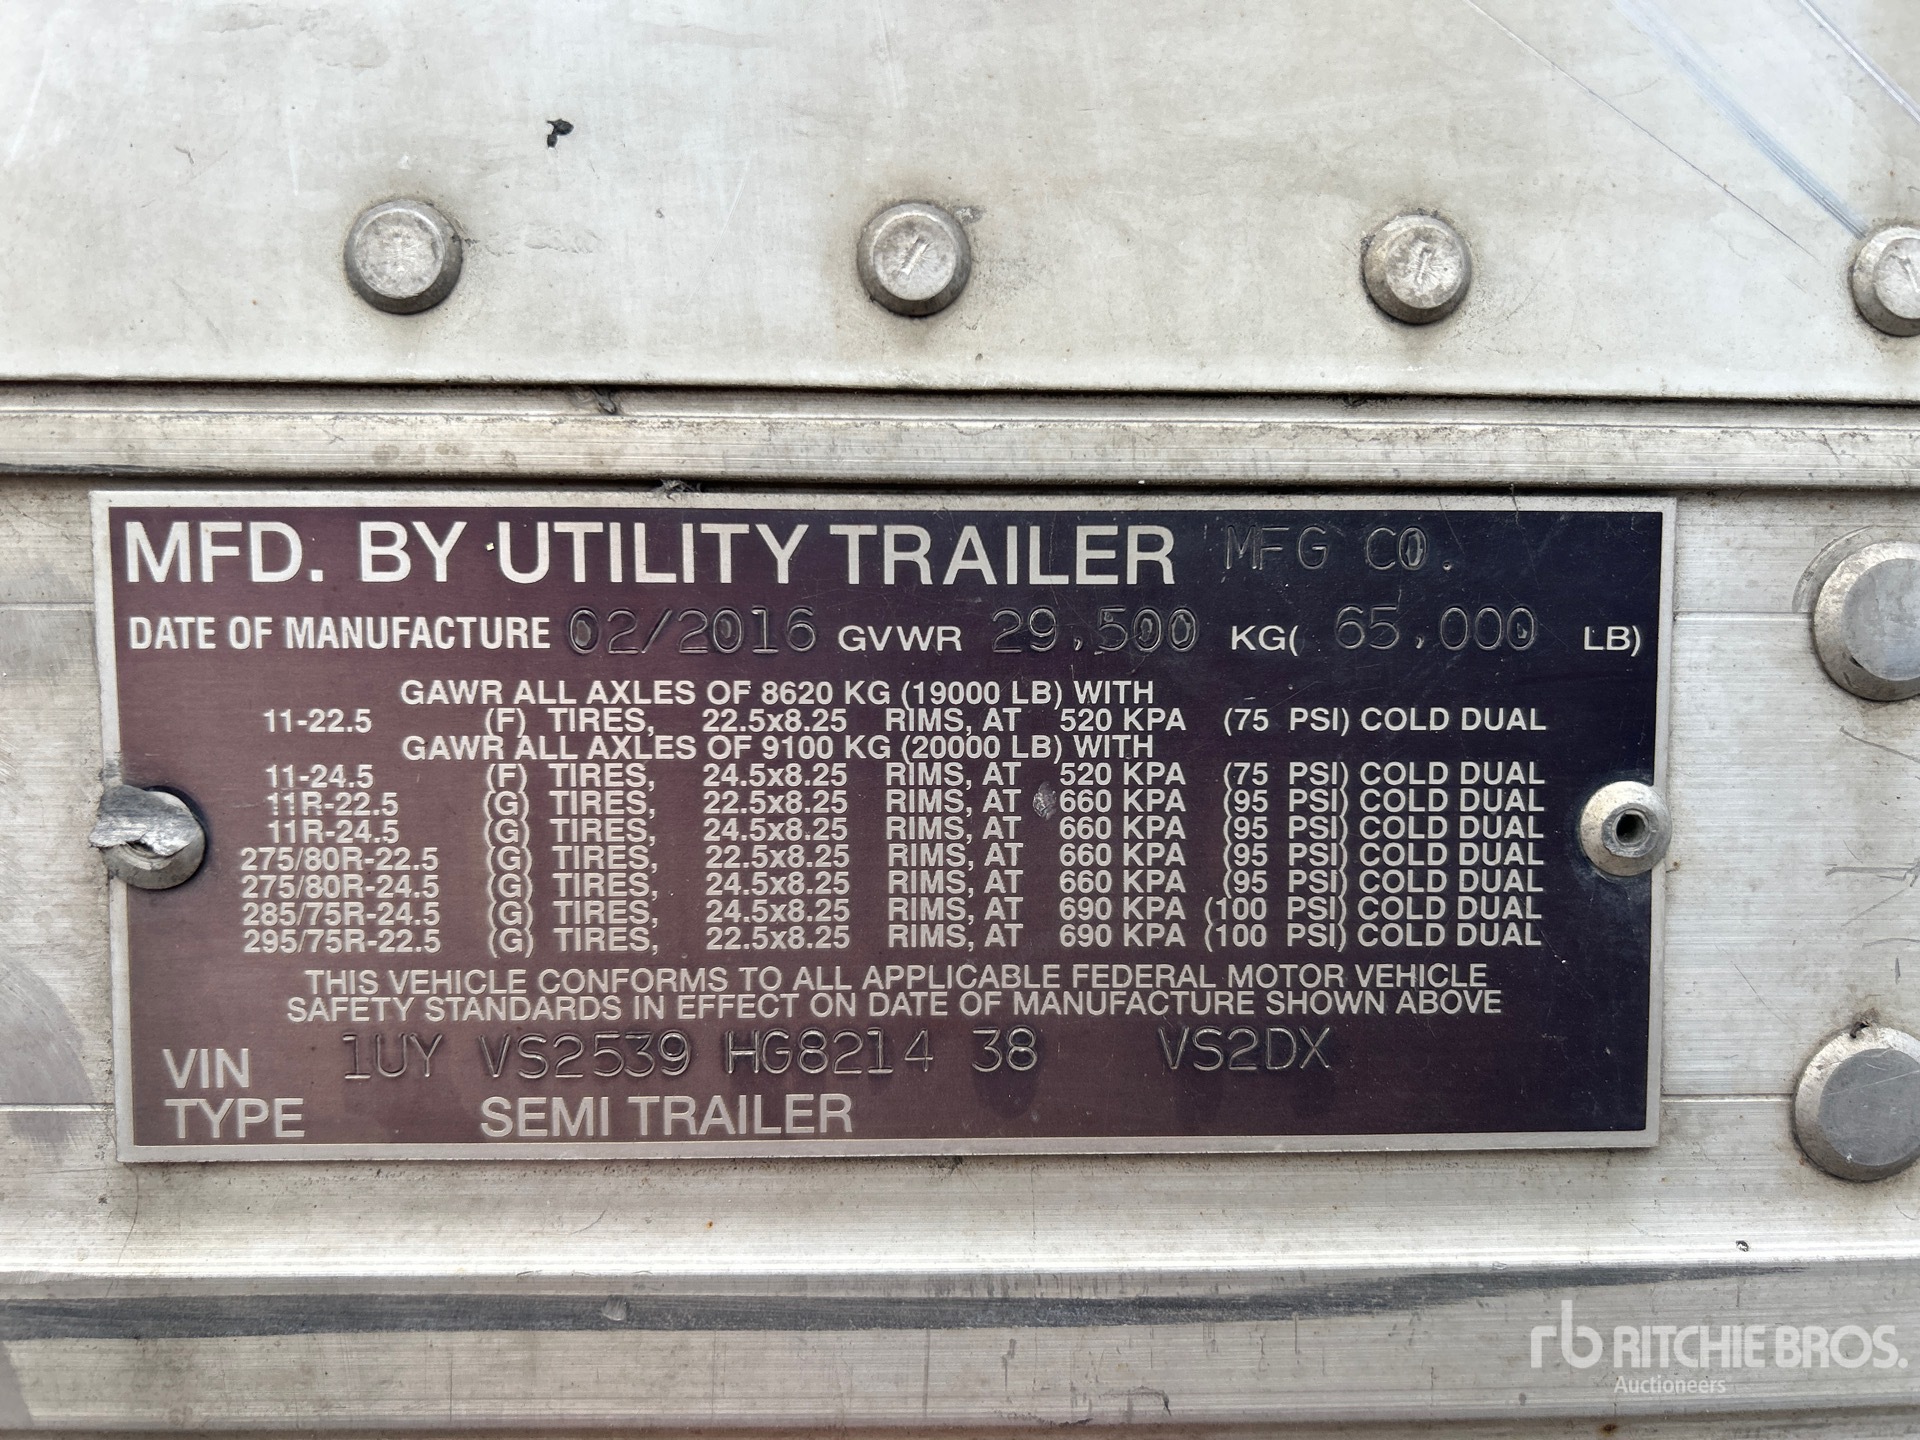 MFD. BY UTILITY TRAILER MFG CO.
DATE OF MANUFACTURE 02/2016 GVWR 29,500 KG( 65,000 LB)
GAWR ALL AXLES OF 8620 KG (19000 LB) WITH
11-22.5 (F) TIRES, 22.5x8.25 RIMS, AT 520 KPA (75 PSI) COLD DUAL
GAWR ALL AXLES OF 9100 KG (20000 LB) WITH
11-24.5 (F) TIRES, 24.5x8.25 RIMS, AT 520 KPA (75 PSI) COLD DUAL
11R-22.5 (G) TIRES, 22.5x8.25 RIMS, AT 660 KPA (95 PSI) COLD DUAL
11R-24.5 (G) TIRES, 24.5x8.25 RIMS, AT 660 KPA (95 PSI) COLD DUAL
275/80R-22.5 (G) TIRES, 22.5x8.25 RIMS, AT 660 KPA (95 PSI) COLD DUAL
275/80R-24.5 (G) TIRES, 24.5x8.25 RIMS, AT 660 KPA (95 PSI) COLD DUAL
285/75R-24.5 (G) TIRES, 24.5x8.25 RIMS, AT 690 KPA (100 PSI) COLD DUAL
295/75R-22.5 (G) TIRES, 22.5x8.25 RIMS, AT 690 KPA (100 PSI) COLD DUAL
THIS VEHICLE CONFORMS TO ALL APPLICABLE FEDERAL MOTOR VEHICLE
SAFETY STANDARDS IN EFFECT ON DATE OF MANUFACTURE SHOWN ABOVE
VIN 1UY VS2539 HG8214 38 VS2DX
TYPE SEMI TRAILER
rb RITCHIE BROS.
Auctioneers